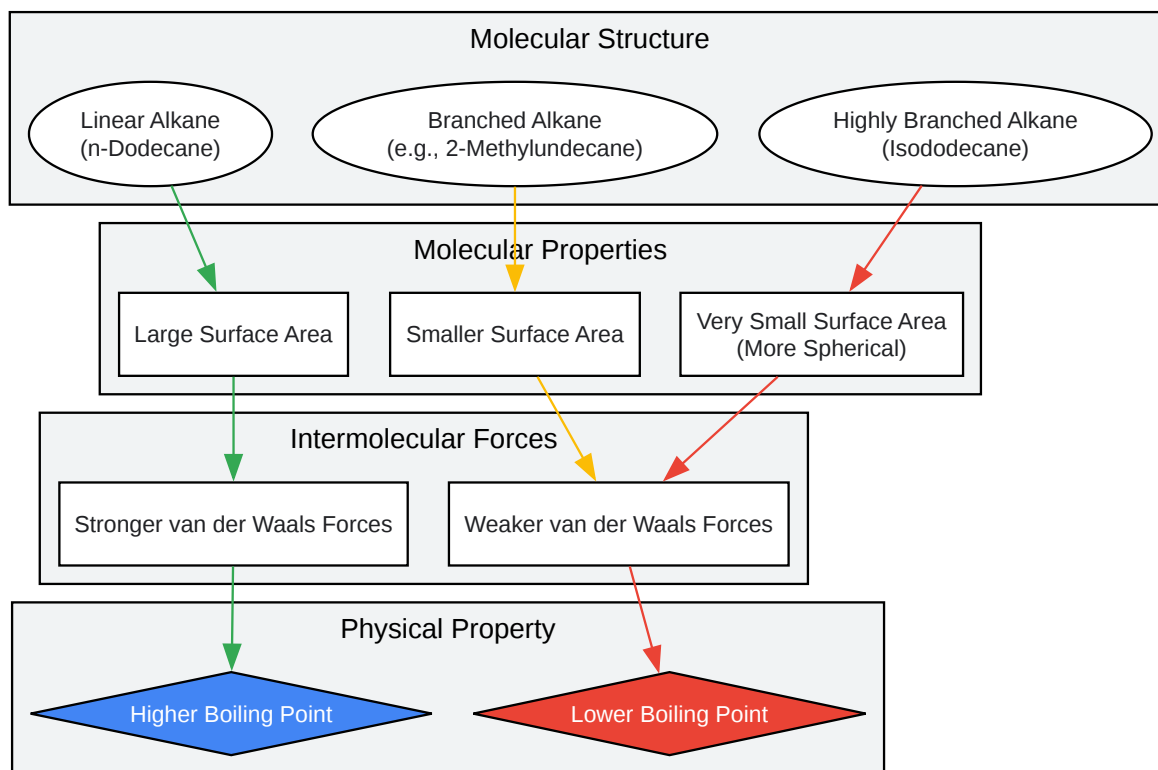 Molecular Structure
Linear Alkane
(n-Dodecane)
Branched Alkane
(e.g., 2-Methylundecane)
Highly Branched Alkane
(Isododecane)
Molecular Properties
Large Surface Area
Smaller Surface Area
Very Small Surface Area
(More Spherical)
Intermolecular Forces
Stronger van der Waals Forces
Weaker van der Waals Forces
Physical Property
Higher Boiling Point
Lower Boiling Point